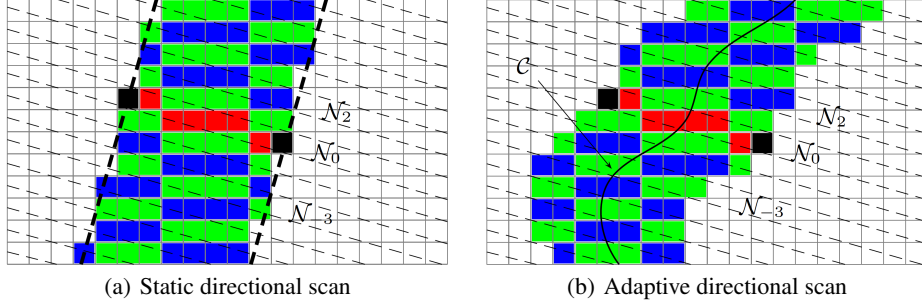 𝒩₂
𝒩₀
𝒩₋₃
(a) Static directional scan
𝒞
𝒩₂
𝒩₀
𝒩₋₃
(b) Adaptive directional scan